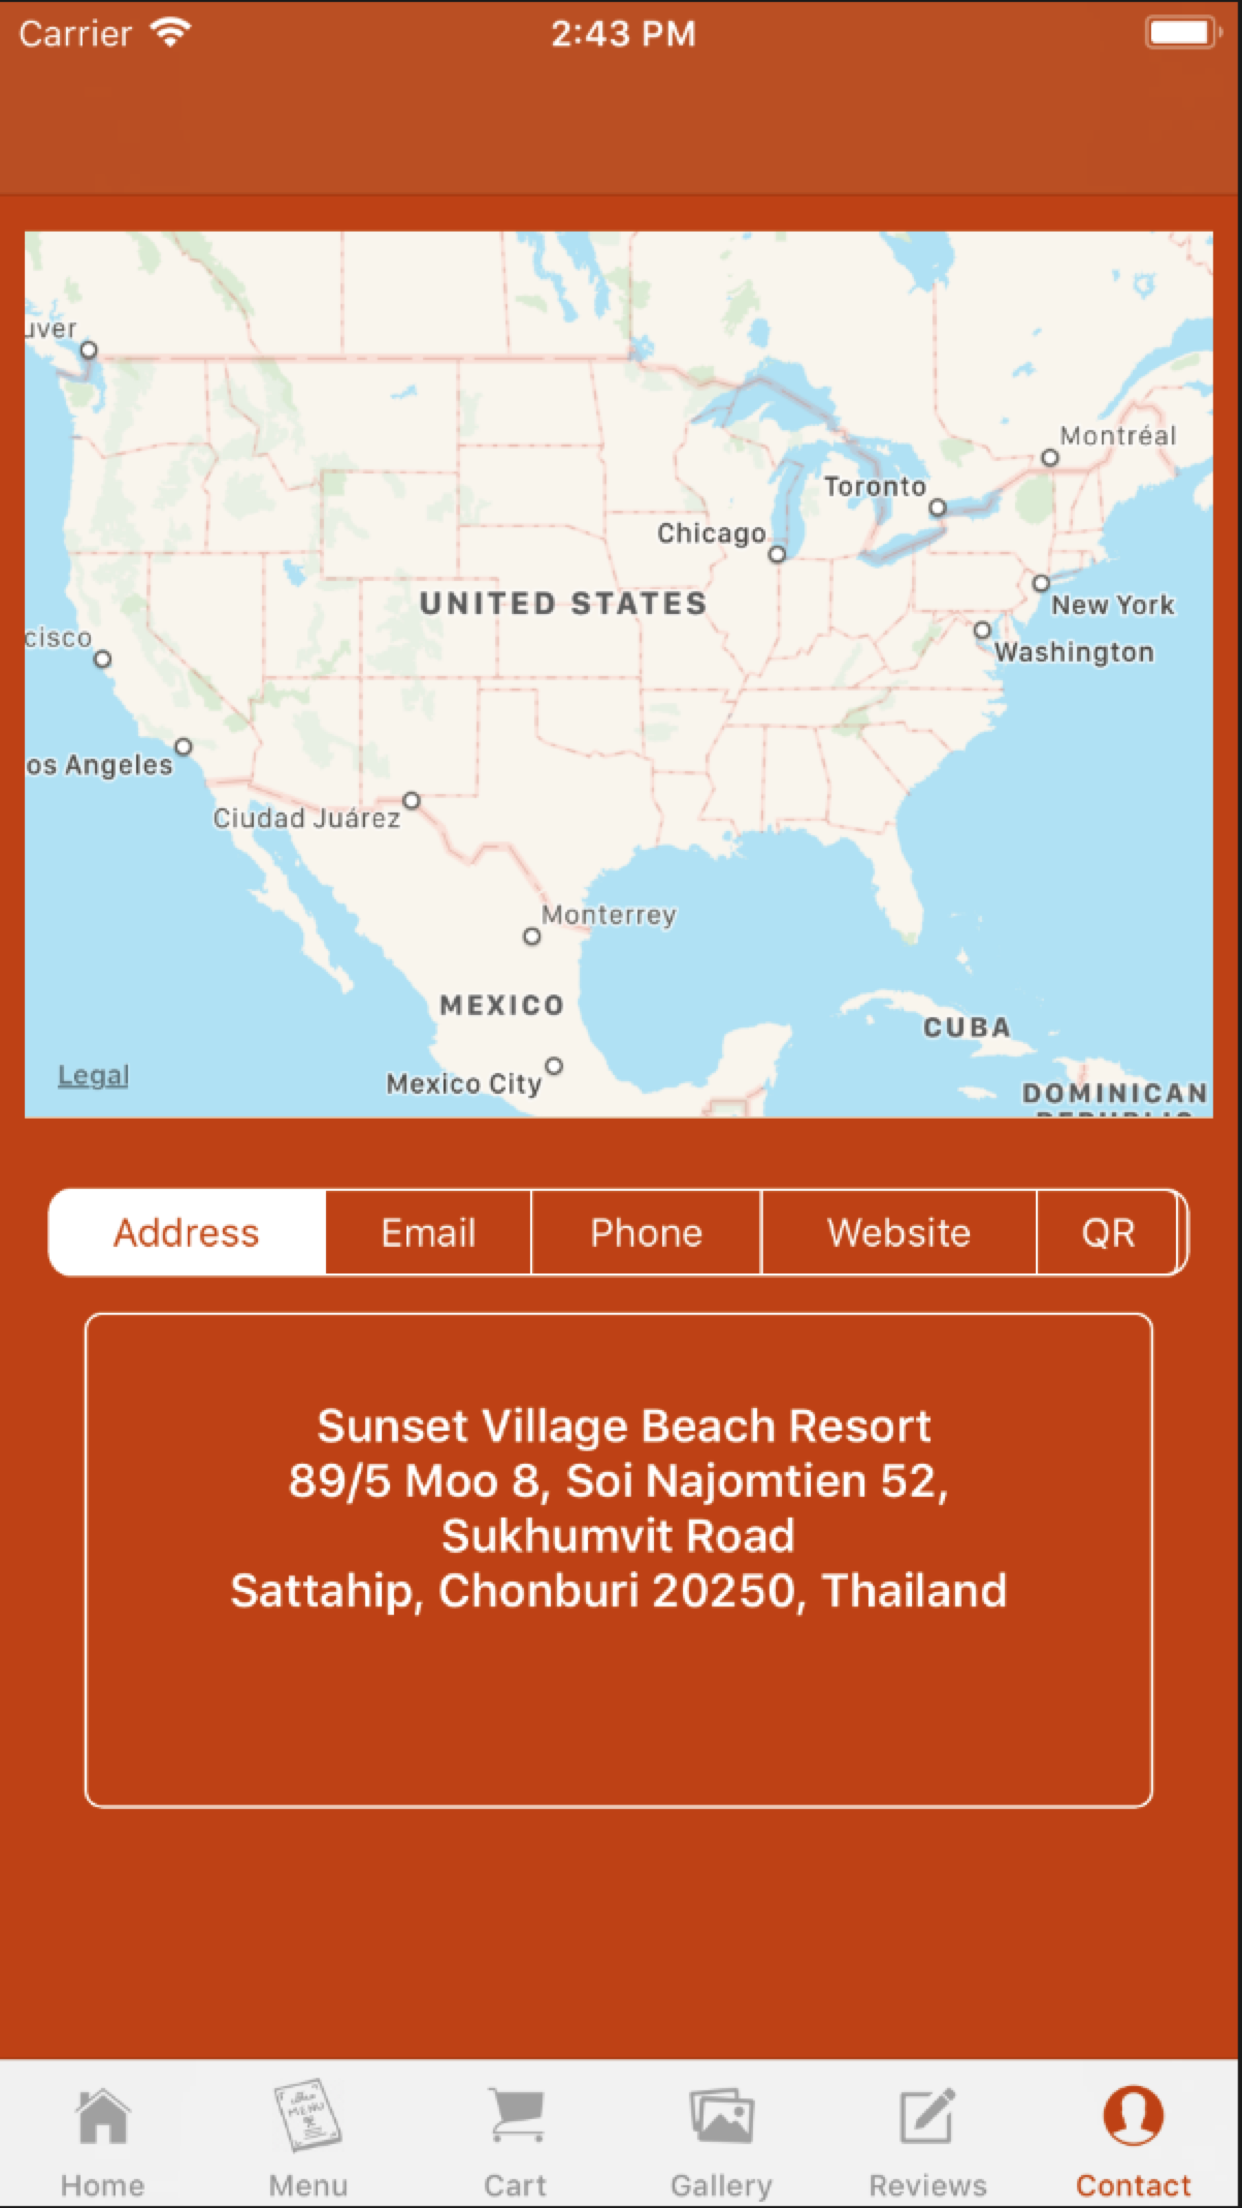 Carrier 2:43 PM
uver
Montréal
Toronto
Chicago
UNITED STATES
New York
cisco
Washington
os Angeles
Ciudad Juárez
Monterrey
MEXICO
CUBA
Legal
Mexico City
DOMINICAN
REPUBLIC
Address Email Phone Website QR
Sunset Village Beach Resort
89/5 Moo 8, Soi Najomtien 52,
Sukhumvit Road
Sattahip, Chonburi 20250, Thailand
MENU
Home Menu Cart Gallery Reviews Contact